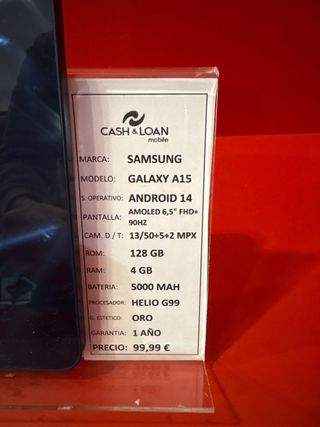 CASH & LOAN
mobile
MARCA: SAMSUNG
MODELO: GALAXY A15
S. OPERATIVO: ANDROID 14
PANTALLA: AMOLED 6,5" FHD+
90HZ
CAM. D / T: 13/50+5+2 MPX
ROM: 128 GB
RAM: 4 GB
BATERIA: 5000 MAH
PROCESADOR: HELIO G99
G. ESTETICO: ORO
GARANTIA: 1 AÑO
PRECIO: 99,99 €